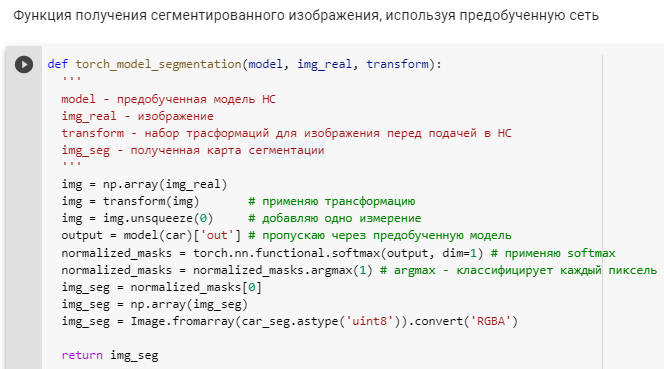 Функция получения сегментированного изображения, используя предобученную сеть
def torch_model_segmentation(model, img_real, transform):
'''
model - предобученная модель НС
img_real - изображение
transform - набор трасформаций для изображения перед подачей в НС
img_seg - полученная карта сегментации
'''
img = np.array(img_real)
img = transform(img) # применяю трансформацию
img = img.unsqueeze(0) # добавляю одно измерение
output = model(car)['out'] # пропускаю через предобученную модель
normalized_masks = torch.nn.functional.softmax(output, dim=1) # применяю softmax
normalized_masks = normalized_masks.argmax(1) # argmax - классифицирует каждый пиксель
img_seg = normalized_masks[0]
img_seg = np.array(img_seg)
img_seg = Image.fromarray(car_seg.astype('uint8')).convert('RGBA')
return img_seg